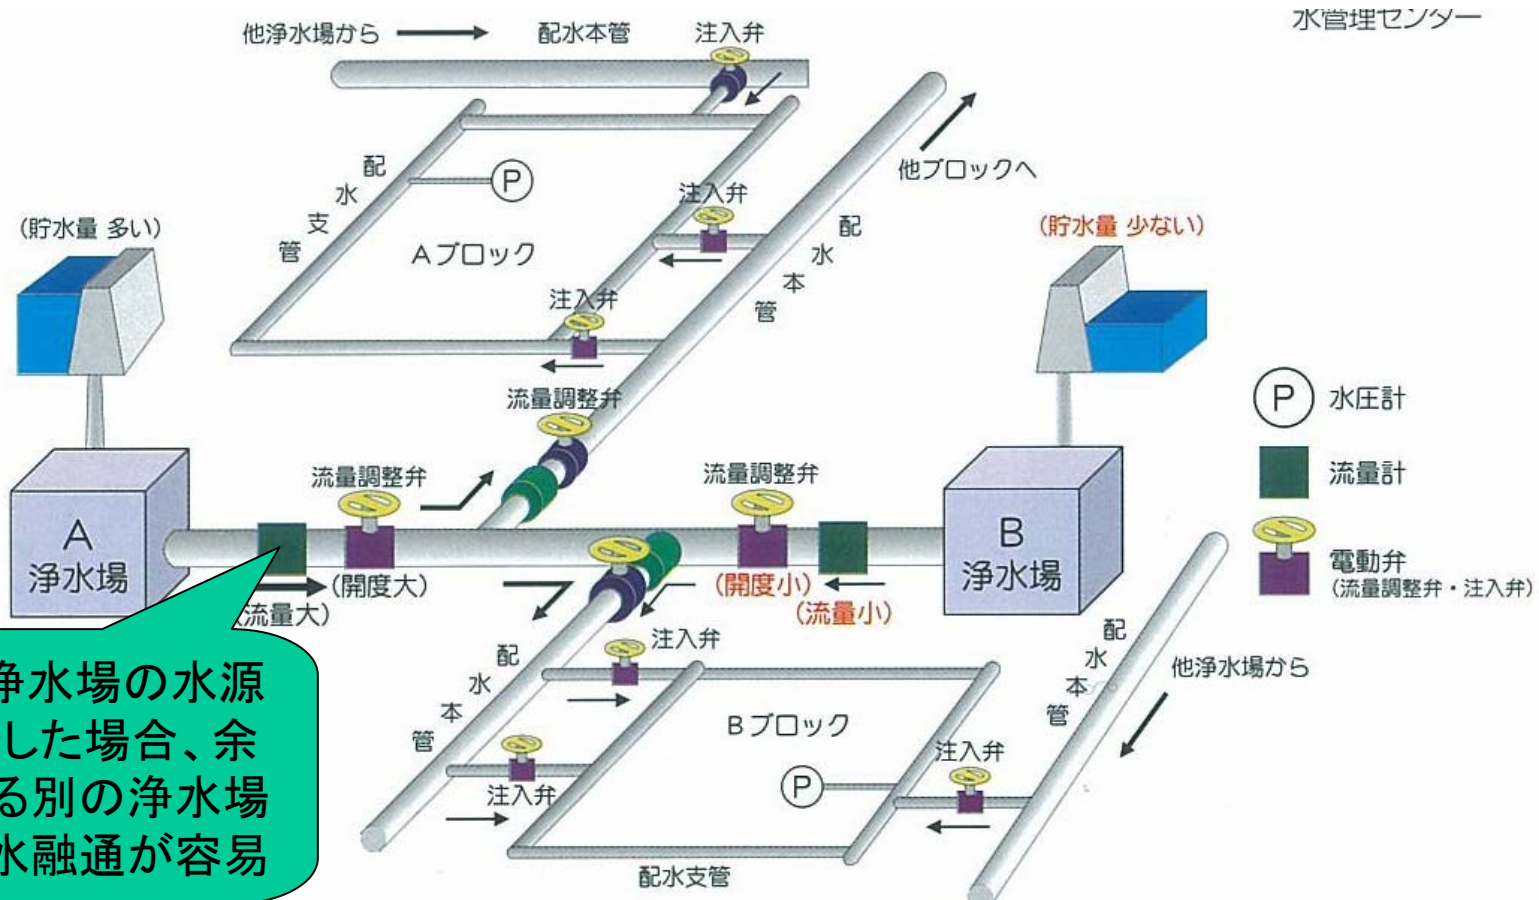 水管理センター
他浄水場から
配水本管
注入弁
配水支管
P
Aブロック
注入弁
注入弁
他ブロックへ
配水本管
(貯水量 多い)
(貯水量 少ない)
流量調整弁
流量調整弁
流量調整弁
A
浄水場
B
浄水場
(開度大)
流量大)
(開度小)
(流量小)
P 水圧計
流量計
電動弁
(流量調整弁・注入弁)
浄水場の水源
した場合、余
る別の浄水場
水融通が容易
配水本管
注入弁
注入弁
Bブロック
P
注入弁
配水支管
配水本管
他浄水場から